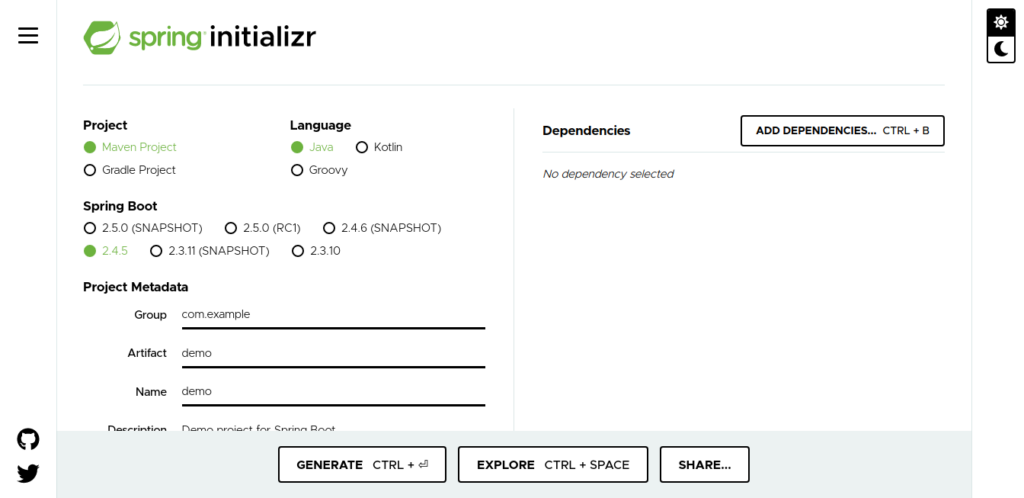 spring initializr
Project
Maven Project
Gradle Project
Language
Java Kotlin
Groovy
Spring Boot
2.5.0 (SNAPSHOT) 2.5.0 (RC1) 2.4.6 (SNAPSHOT)
2.4.5 2.3.11 (SNAPSHOT) 2.3.10
Project Metadata
Group com.example
Artifact demo
Name demo
Description Demo project for Spring Boot
Dependencies
ADD DEPENDENCIES... CTRL + B
No dependency selected
GENERATE CTRL + ⏎
EXPLORE CTRL + SPACE
SHARE...